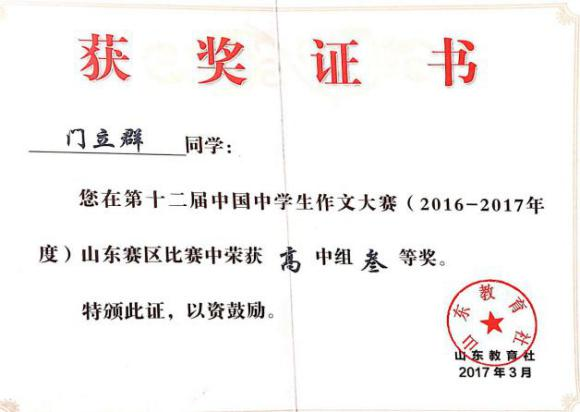 获奖证书
门立群 同学：
您在第十二届中国中学生作文大赛（2016-2017年
度）山东赛区比赛中荣获 高 中组 叁 等奖。
特颁此证，以资鼓励。
山东教育社
山东教育社
2017年3月